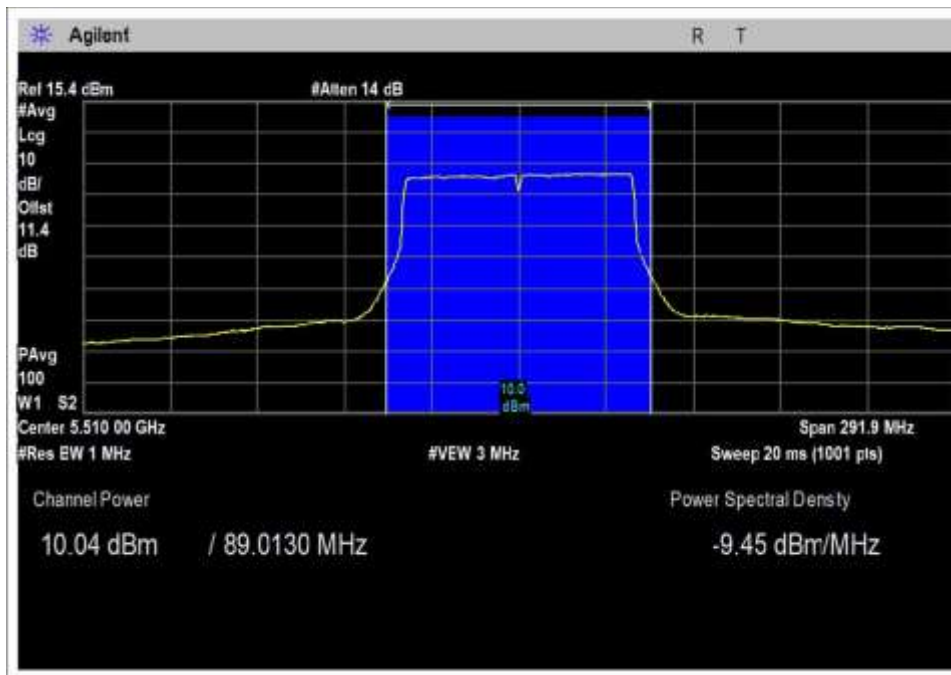 Agilent
R T
Ref 15.4 dBm #Atten 14 dB
#Avg
Log
10
dB/
Offst
11.4
dB
PAvg
100
10.0
dBm
W1 S2
Center 5.510 00 GHz Span 291.9 MHz
#Res BW 1 MHz #VBW 3 MHz Sweep 20 ms (1001 pts)
Channel Power Power Spectral Density
10.04 dBm / 89.0130 MHz -9.45 dBm/MHz